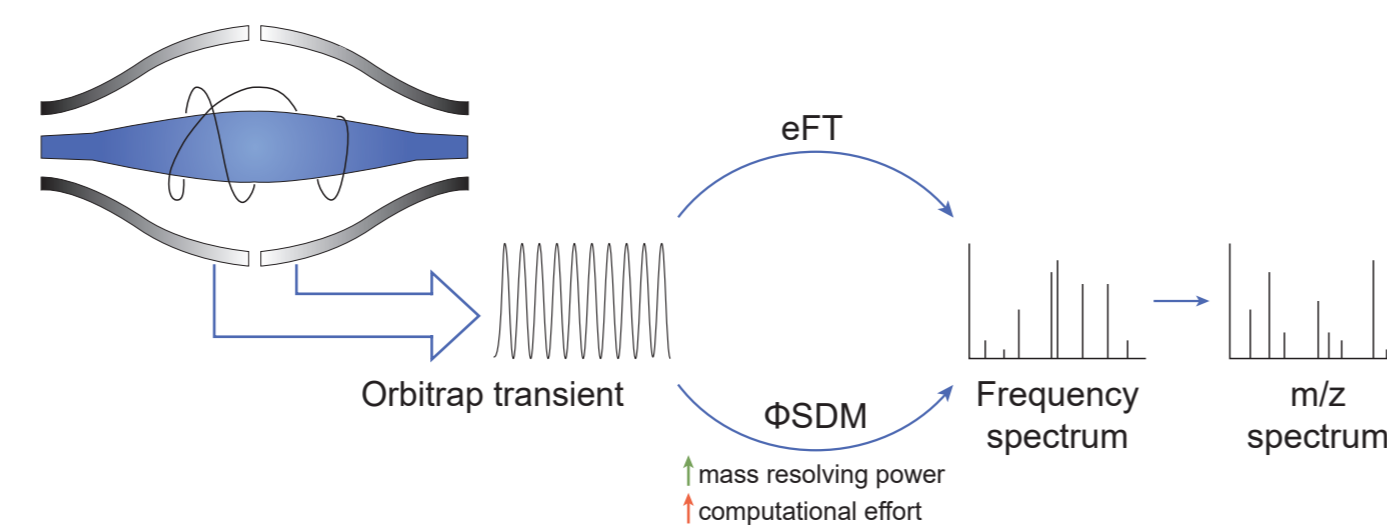 eFT
Orbitrap transient
ΦSDM
mass resolving power
computational effort
Frequency
spectrum
m/z
spectrum